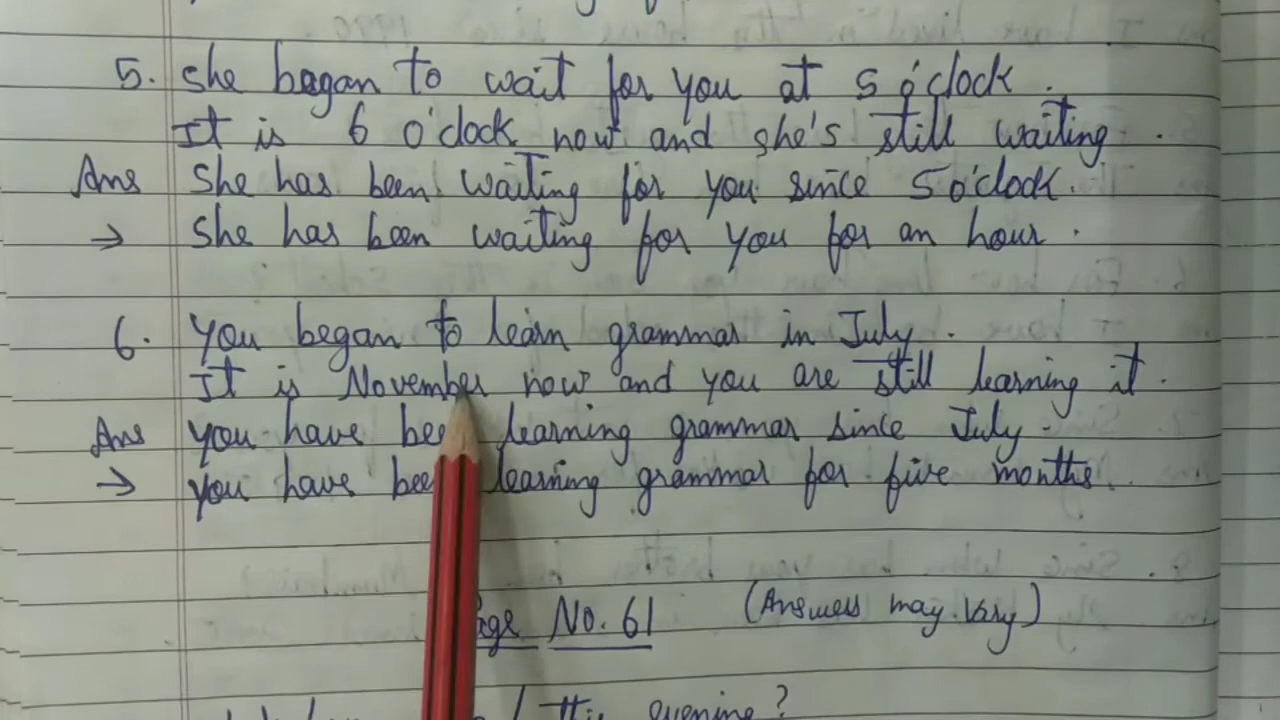 5. She began to wait for you at 5 o'clock.
It is 6 o'clock now and she's still waiting.
Ans She has been waiting for you since 5 o'clock.
→ She has been waiting for you for an hour.
6. You began to learn grammar in July.
It is November now and you are still learning it.
Ans You have bee learning grammar since July.
→ You have bee learning grammar for five months.
age No. 61 (Answers may vary)
evening?